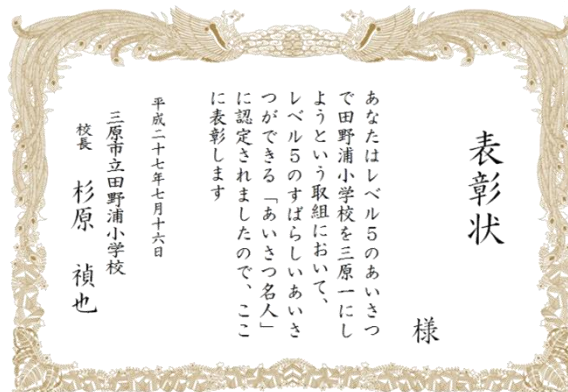 表彰状
様
あなたはレベル５のあいさつ
で田野浦小学校を三原一にし
ようという取組において、
レベル５のすばらしいあいさ
つができる「あいさつ名人」
に認定されましたので、ここ
に表彰します
平成二十七年七月十六日
三原市立田野浦小学校
校長 杉原 禎也